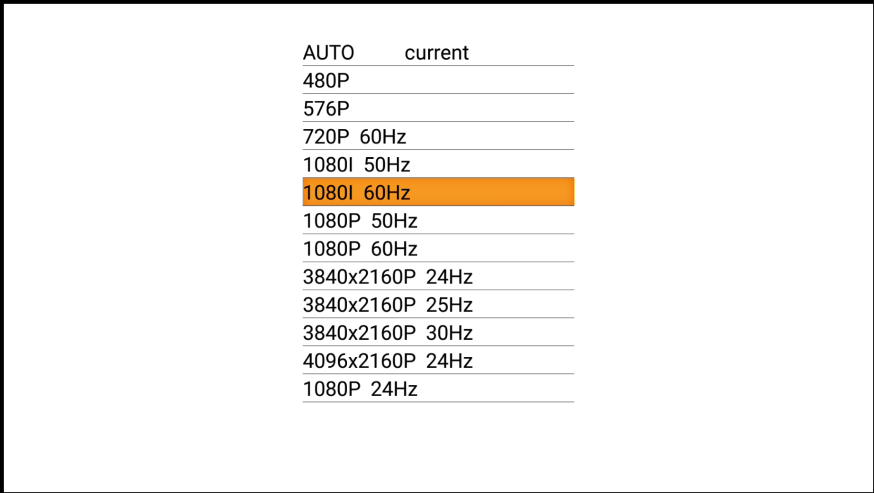 AUTO current
480P
576P
720P 60Hz
1080I 50Hz
1080I 60Hz
1080P 50Hz
1080P 60Hz
3840x2160P 24Hz
3840x2160P 25Hz
3840x2160P 30Hz
4096x2160P 24Hz
1080P 24Hz